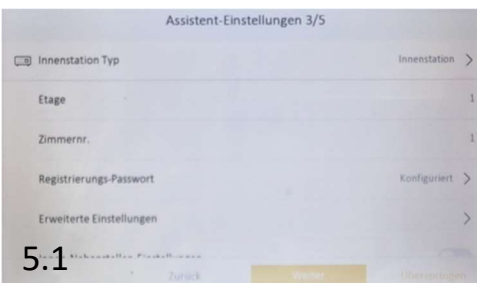 Assistent-Einstellungen 3/5
Innenstation Typ Innenstation >
Etage 1
Zimmernr. 1
Registrierungs-Passwort Konfiguriert >
Erweiterte Einstellungen >
5.1
Zurück Weiter Überspringen